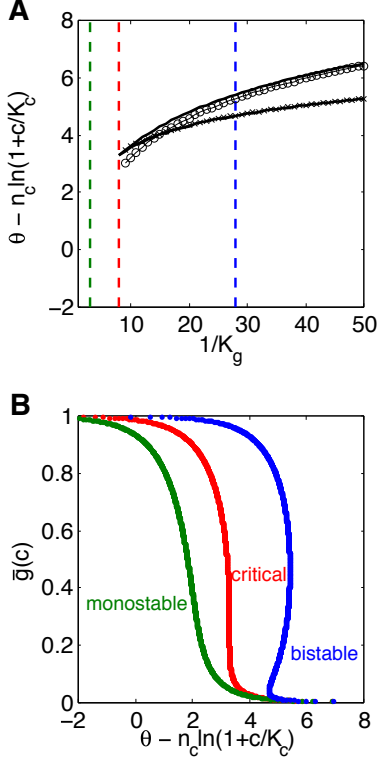 A
θ − n_c ln(1+c/K_c)
8
6
4
2
0
−2
10 20 30 40 50
1/K_g
B
g̅(c)
1
0.8
0.6
0.4
0.2
0
critical
monostable
bistable
−2 0 2 4 6 8
θ − n_c ln(1+c/K_c)